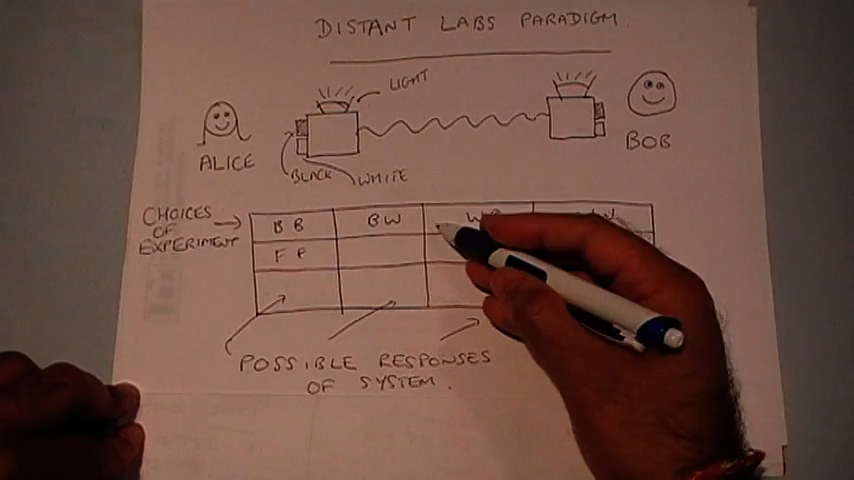 DISTANT LABS PARADIGM.
LIGHT
ALICE
BOB
BLACK
WHITE
CHOICES
OF
EXPERIMENT
B B
B W
F P
POSSIBLE RESPONSES
OF SYSTEM.